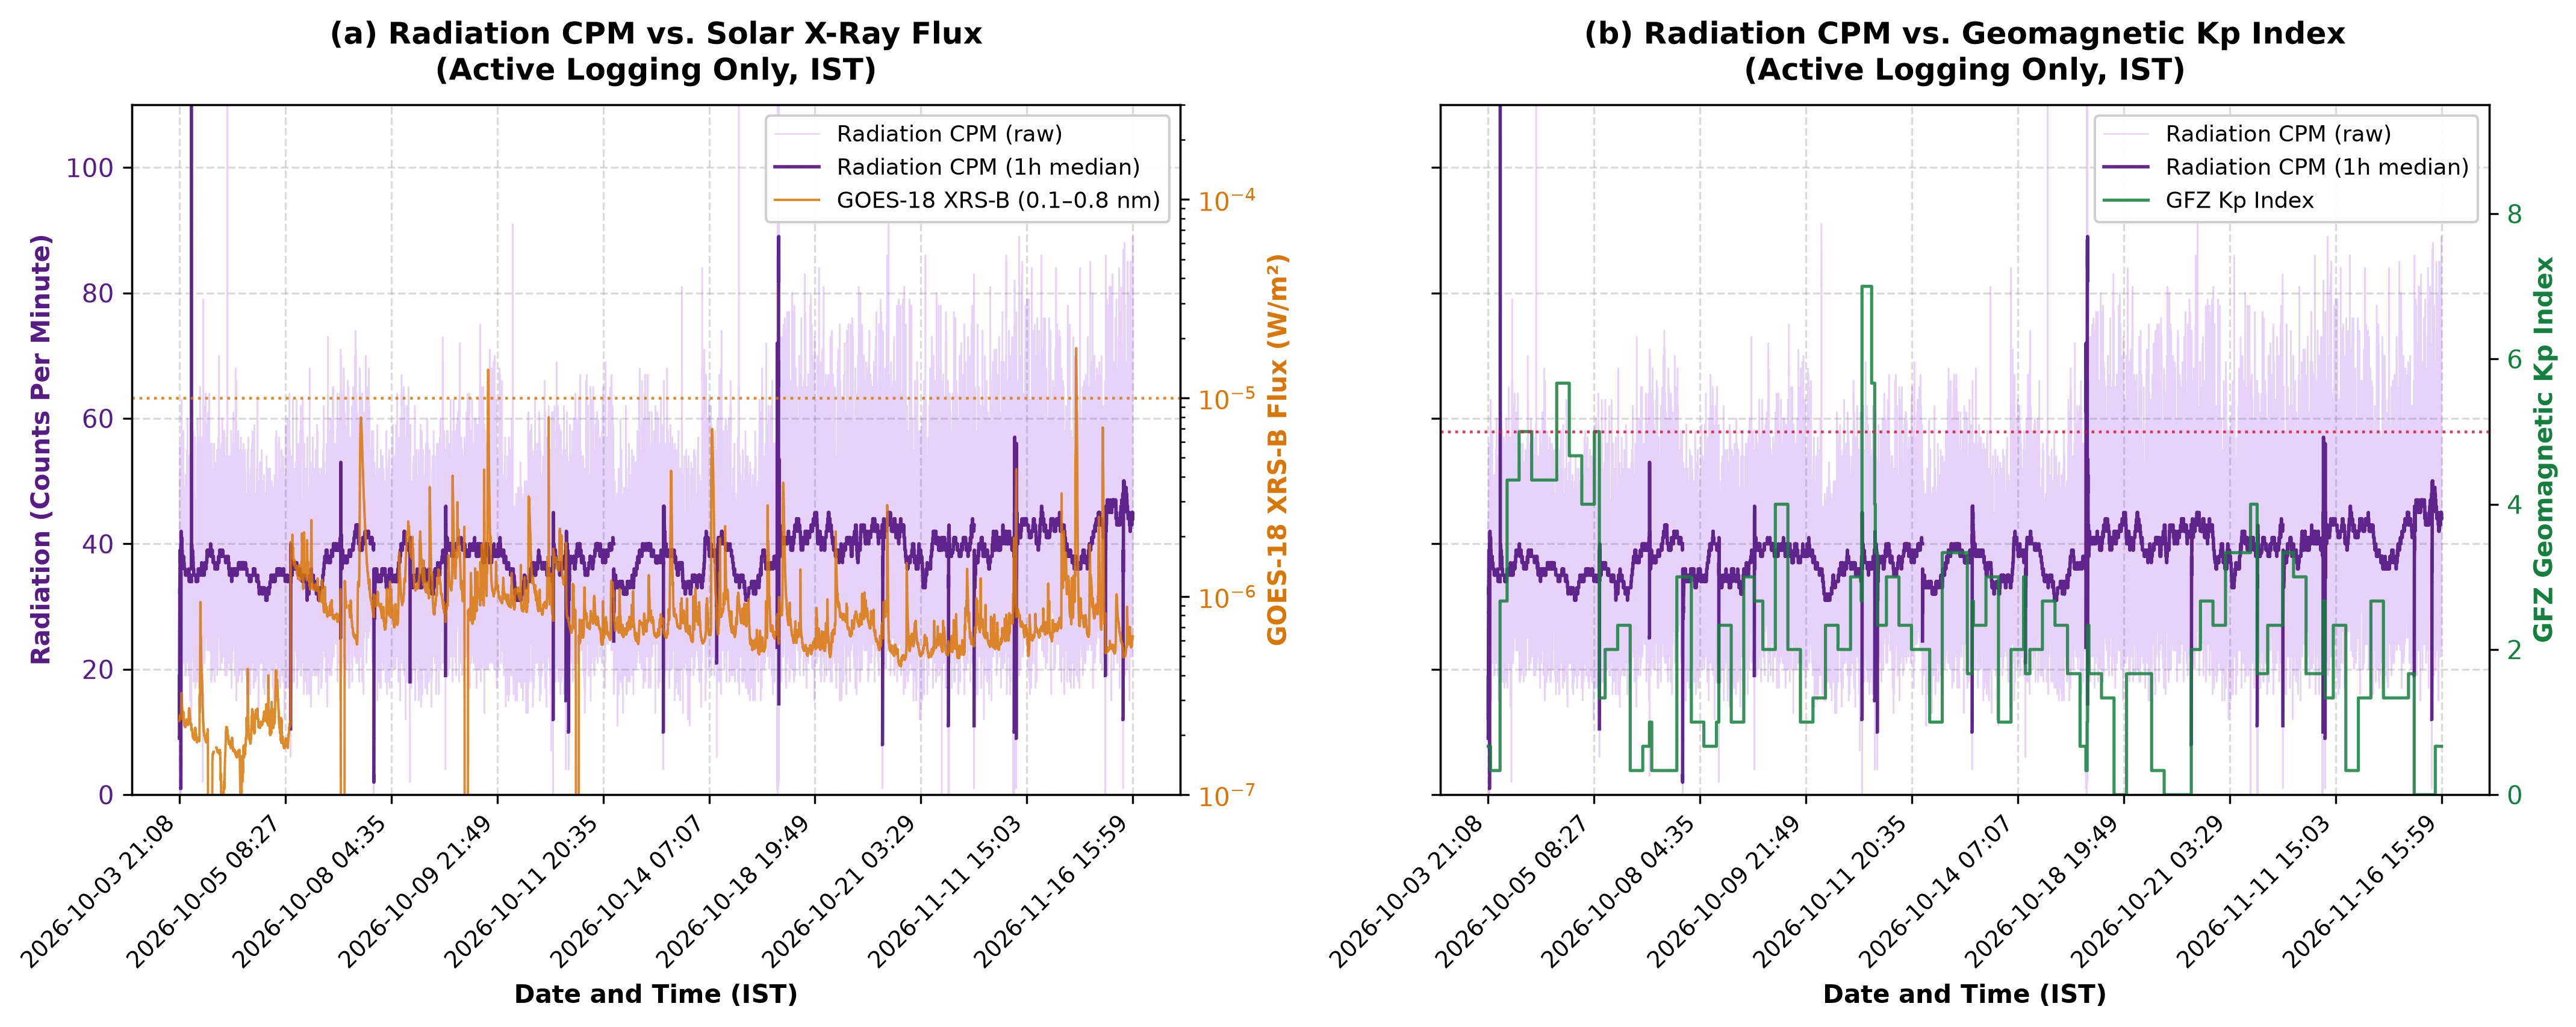 (a) Radiation CPM vs. Solar X-Ray Flux
(Active Logging Only, IST)
Radiation CPM (raw)
Radiation CPM (1h median)
GOES-18 XRS-B (0.1–0.8 nm)
Radiation (Counts Per Minute)
100
80
60
40
20
0
10⁻⁴
10⁻⁵
10⁻⁶
10⁻⁷
GOES-18 XRS-B Flux (W/m²)
2026-10-03 21:08
2026-10-05 08:27
2026-10-08 04:35
2026-10-09 21:49
2026-10-11 20:35
2026-10-14 07:07
2026-10-18 19:49
2026-10-21 03:29
2026-11-11 15:03
2026-11-16 15:59
Date and Time (IST)
(b) Radiation CPM vs. Geomagnetic Kp Index
(Active Logging Only, IST)
Radiation CPM (raw)
Radiation CPM (1h median)
GFZ Kp Index
8
6
4
2
0
GFZ Geomagnetic Kp Index
2026-10-03 21:08
2026-10-05 08:27
2026-10-08 04:35
2026-10-09 21:49
2026-10-11 20:35
2026-10-14 07:07
2026-10-18 19:49
2026-10-21 03:29
2026-11-11 15:03
2026-11-16 15:59
Date and Time (IST)